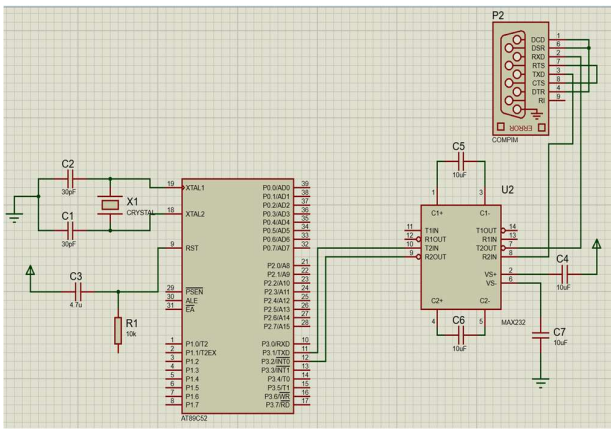 P2
DCD 1
DSR 6
RXD 2
RTS 7
TXD 3
CTS 8
DTR 4
RI 9
ERROR
COMPIM
C5
10uF
U2
1 3
C1+ C1-
11 T1IN T1OUT 14
12 R1OUT R1IN 13
10 T2IN T2OUT 7
9 R2OUT R2IN 8
VS+ 2
VS- 6
C2+ C2-
4 5
MAX232
C6
10uF
C4
10uF
C7
10uF
C2
30pF
X1
CRYSTAL
C1
30pF
C3
4.7u
R1
10k
19 XTAL1 P0.0/AD0 39
P0.1/AD1 38
P0.2/AD2 37
18 XTAL2 P0.3/AD3 36
P0.4/AD4 35
P0.5/AD5 34
P0.6/AD6 33
9 RST P0.7/AD7 32
P2.0/A8 21
P2.1/A9 22
29 PSEN P2.2/A10 23
30 ALE P2.3/A11 24
31 EA P2.4/A12 25
P2.5/A13 26
P2.6/A14 27
P2.7/A15 28
1 P1.0/T2 P3.0/RXD 10
2 P1.1/T2EX P3.1/TXD 11
3 P1.2 P3.2/INT0 12
4 P1.3 P3.3/INT1 13
5 P1.4 P3.4/T0 14
6 P1.5 P3.5/T1 15
7 P1.6 P3.6/WR 16
8 P1.7 P3.7/RD 17
AT89C52